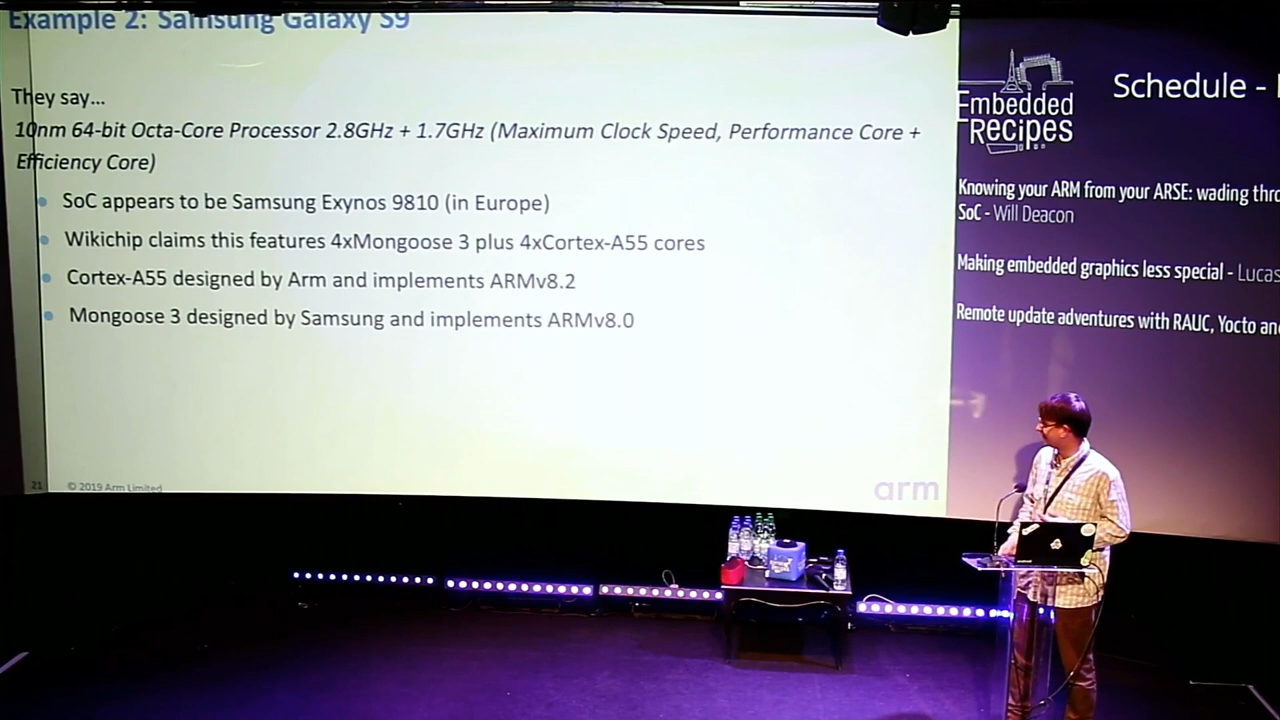 Example 2: Samsung Galaxy S9
They say...
10nm 64-bit Octa-Core Processor 2.8GHz + 1.7GHz (Maximum Clock Speed, Performance Core +
Efficiency Core)
SoC appears to be Samsung Exynos 9810 (in Europe)
Wikichip claims this features 4xMongoose 3 plus 4xCortex-A55 cores
Cortex-A55 designed by Arm and implements ARMv8.2
Mongoose 3 designed by Samsung and implements ARMv8.0
21 © 2019 Arm Limited
arm
Embedded
Recipes
Schedule -
Knowing your ARM from your ARSE: wading thro
SoC - Will Deacon
Making embedded graphics less special - Lucas
Remote update adventures with RAUC, Yocto an